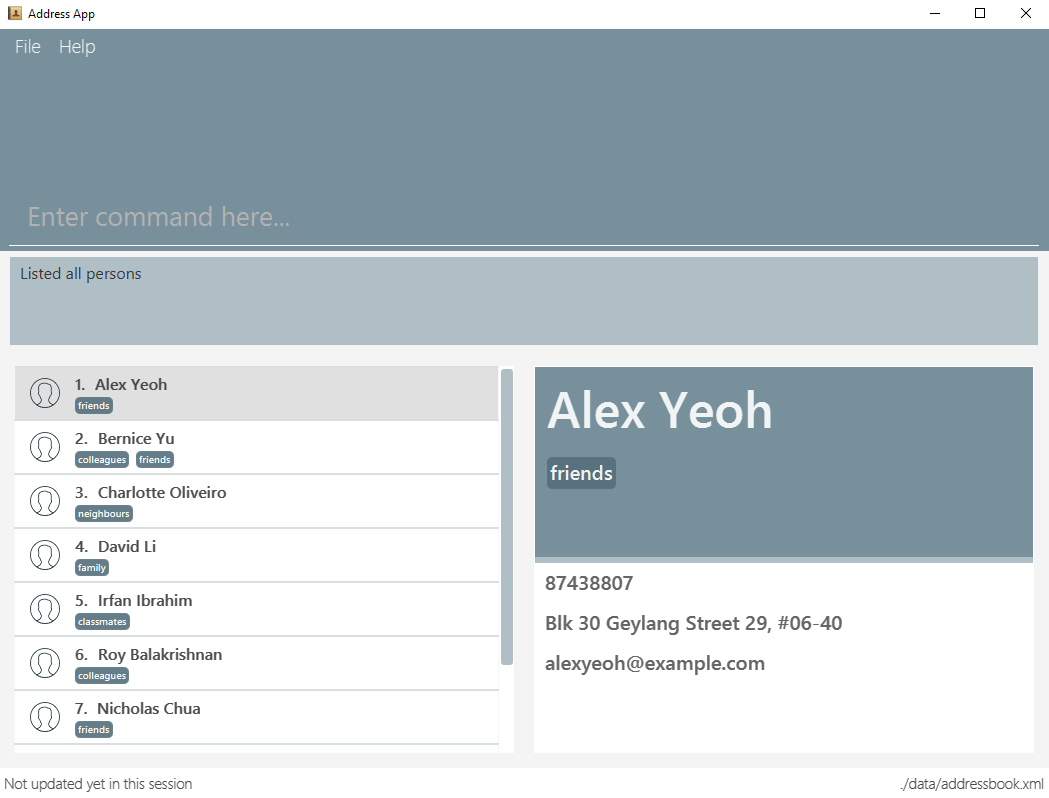 Address App
File Help
Enter command here...
Listed all persons
1. Alex Yeoh
friends
2. Bernice Yu
colleagues friends
3. Charlotte Oliveiro
neighbours
4. David Li
family
5. Irfan Ibrahim
classmates
6. Roy Balakrishnan
colleagues
7. Nicholas Chua
friends
Alex Yeoh
friends
87438807
Blk 30 Geylang Street 29, #06-40
alexyeoh@example.com
Not updated yet in this session
./data/addressbook.xml